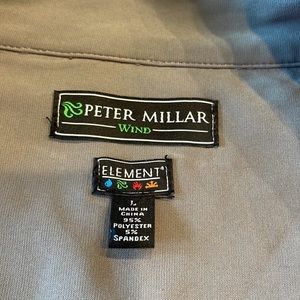 PETER MILLAR
WIND
ELEMENT®
L
MADE IN
CHINA
95%
POLYESTER
5%
SPANDEX